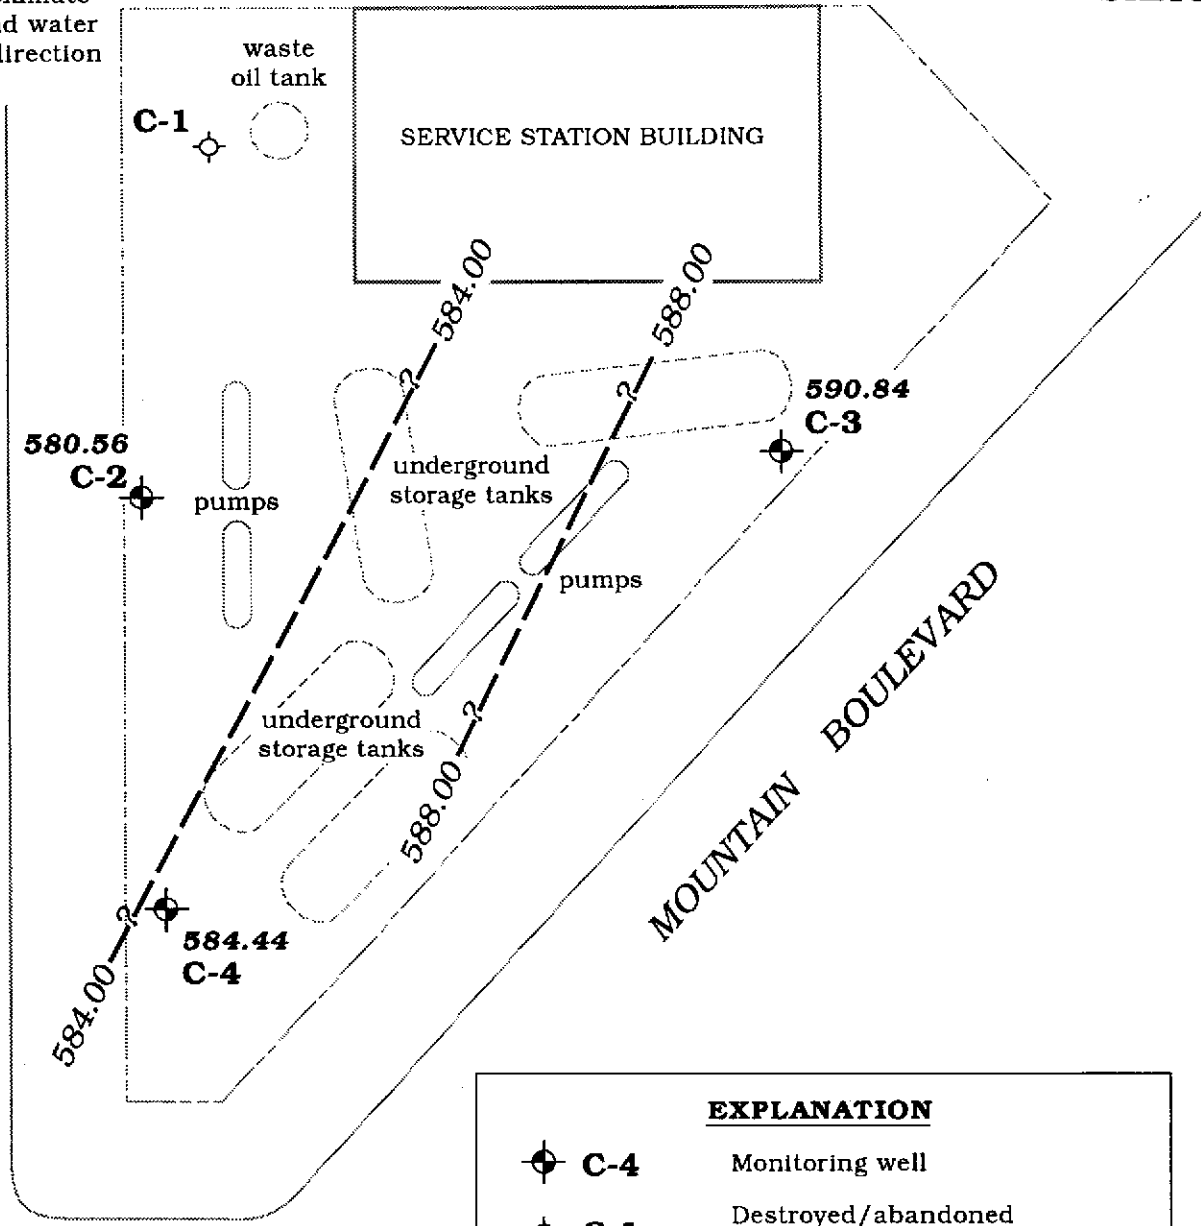 nd water
direction
waste
oil tank
C-1
SERVICE STATION BUILDING
584.00
588.00
?
?
590.84
C-3
580.56
C-2
pumps
underground
storage tanks
pumps
?
underground
storage tanks
588.00
?
584.44
C-4
584.00
MOUNTAIN BOULEVARD
EXPLANATION
C-4 Monitoring well
Destroyed/abandoned